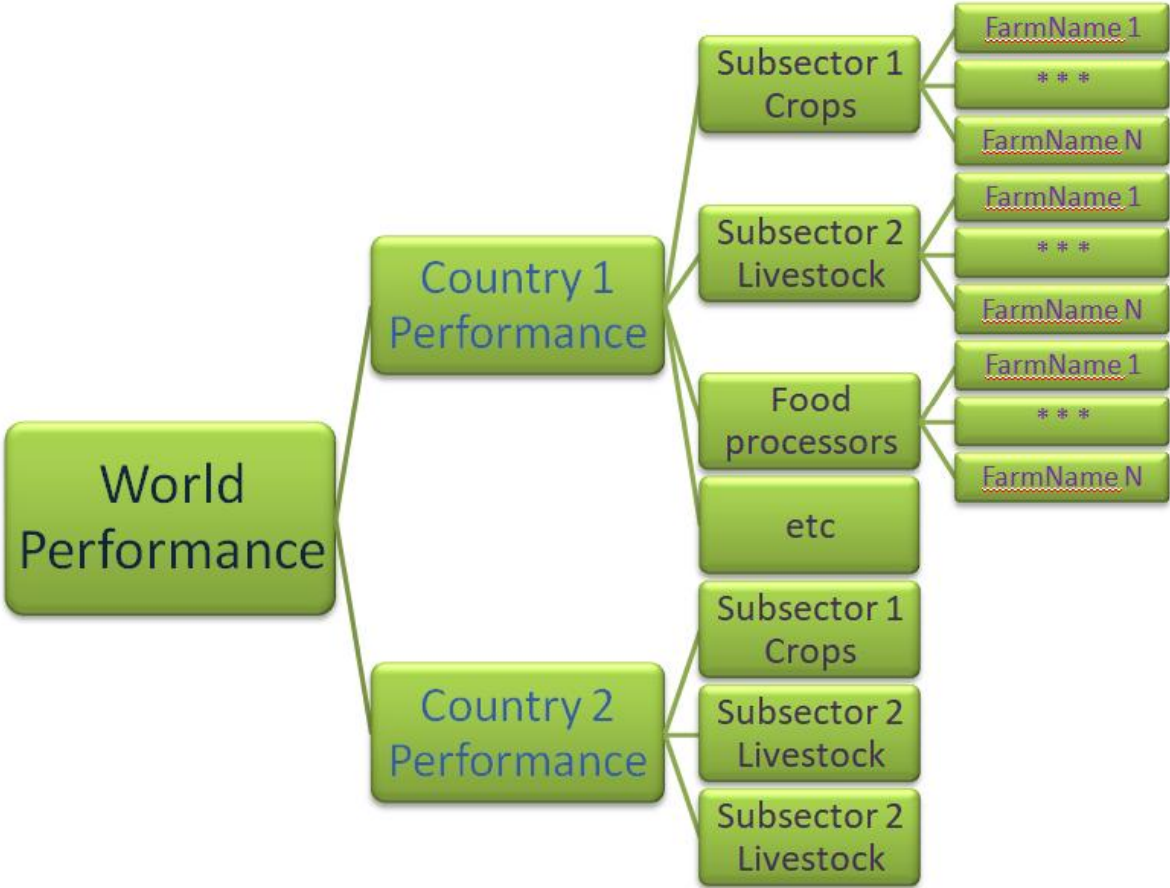 World
Performance
Country 1
Performance
Subsector 1
Crops
FarmName 1
* * *
FarmName N
Subsector 2
Livestock
FarmName 1
* * *
FarmName N
Food
processors
FarmName 1
* * *
FarmName N
etc
Country 2
Performance
Subsector 1
Crops
Subsector 2
Livestock
Subsector 2
Livestock